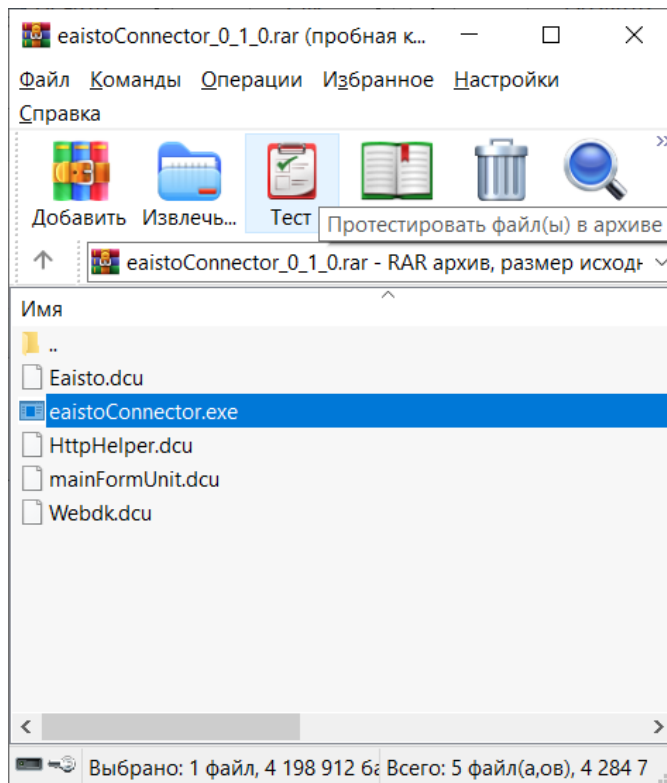 eaistoConnector_0_1_0.rar (пробная к...
Файл Команды Операции Избранное Настройки
Справка
Добавить Извлечь... Тест
Протестировать файл(ы) в архиве
eaistoConnector_0_1_0.rar - RAR архив, размер исходн
Имя
..
Eaisto.dcu
eaistoConnector.exe
HttpHelper.dcu
mainFormUnit.dcu
Webdk.dcu
Выбрано: 1 файл, 4 198 912 ба Всего: 5 файл(а,ов), 4 284 7